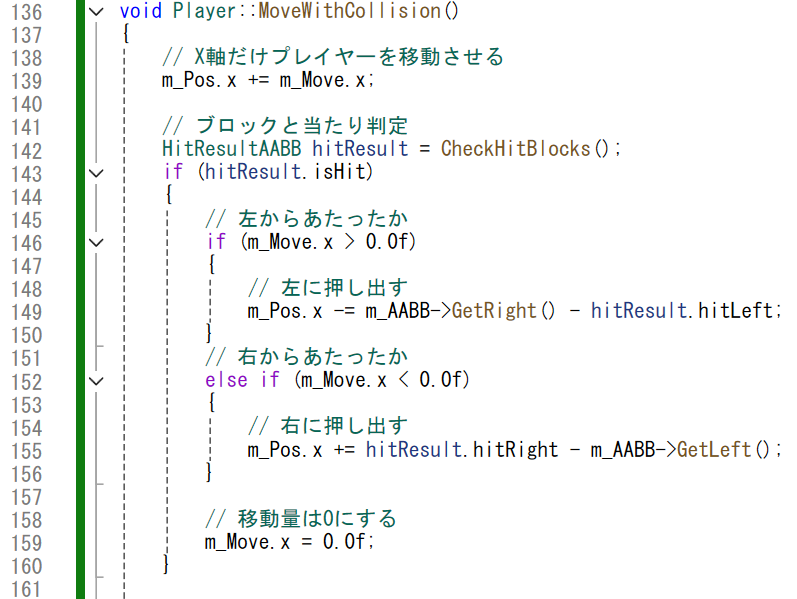 136 void Player::MoveWithCollision()
137 {
138 // X軸だけプレイヤーを移動させる
139 m_Pos.x += m_Move.x;
140
141 // ブロックと当たり判定
142 HitResultAABB hitResult = CheckHitBlocks();
143 if (hitResult.isHit)
144 {
145 // 左からあたったか
146 if (m_Move.x > 0.0f)
147 {
148 // 左に押し出す
149 m_Pos.x -= m_AABB->GetRight() - hitResult.hitLeft;
150 }
151 // 右からあたったか
152 else if (m_Move.x < 0.0f)
153 {
154 // 右に押し出す
155 m_Pos.x += hitResult.hitRight - m_AABB->GetLeft();
156 }
157
158 // 移動量は0にする
159 m_Move.x = 0.0f;
160 }
161